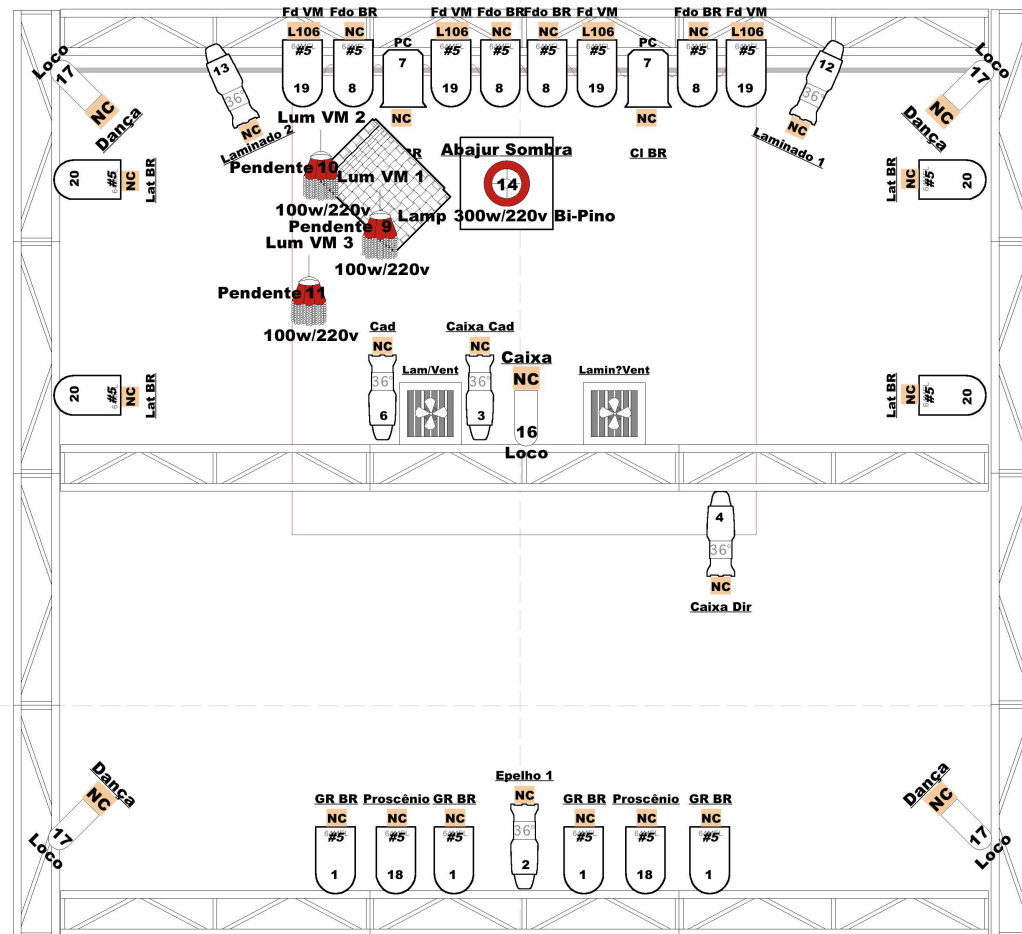 Fd VM Fdo BR Fd VM Fdo BR Fdo BR Fd VM Fdo BR Fd VM
L106 NC L106 NC NC L106 NC L106
#5 #5 #5 #5 #5 #5 #5 #5
PC PC
7 7
19 8 19 8 8 19 8 19
NC NC
Loco
17
NC
Dança
13
36°
NC
Laminado 2
12
36°
NC
Laminado 1
Loco
17
NC
Dança
BR
Cl BR
Lum VM 2
Pendente 10
100w/220v
Lum VM 1
Pendente 9
100w/220v
Lum VM 3
Pendente 11
100w/220v
Abajur Sombra
14
Lamp 300w/220v Bi-Pino
20 #5 NC Lat BR
Lat BR NC #5 20
20 #5 NC Lat BR
Lat BR NC #5 20
Cad
NC
36°
6
Lam/Vent
Caixa Cad
NC
36°
3
Caixa
NC
16
Loco
Lamin?Vent
4
36°
NC
Caixa Dir
Dança
NC
17
Loco
Dança
NC
17
Loco
Epelho 1
NC
36°
2
GR BR Proscênio GR BR GR BR Proscênio GR BR
NC NC NC NC NC NC
#5 #5 #5 #5 #5 #5
1 18 1 1 18 1